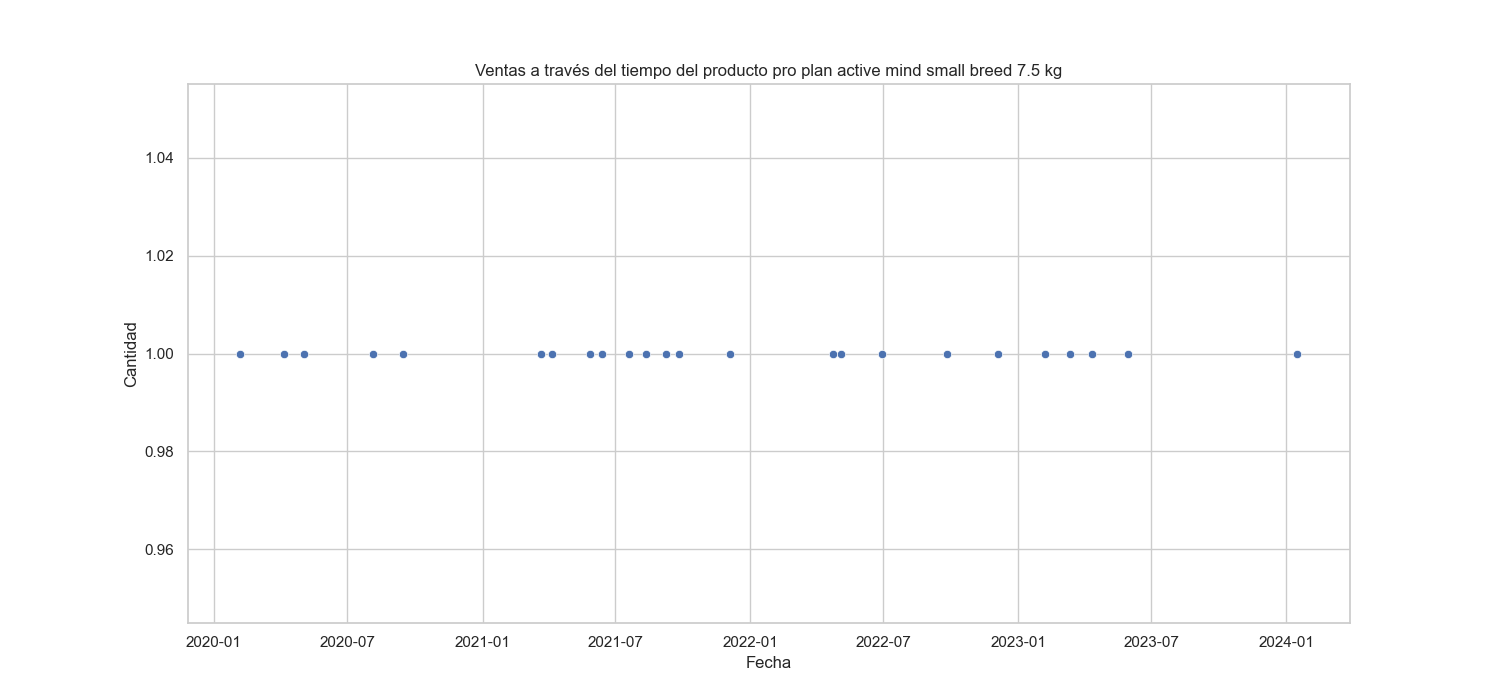 Ventas a través del tiempo del producto pro plan active mind small breed 7.5 kg
1.04
1.02
1.00
0.98
0.96
Cantidad
2020-01 2020-07 2021-01 2021-07 2022-01 2022-07 2023-01 2023-07 2024-01
Fecha